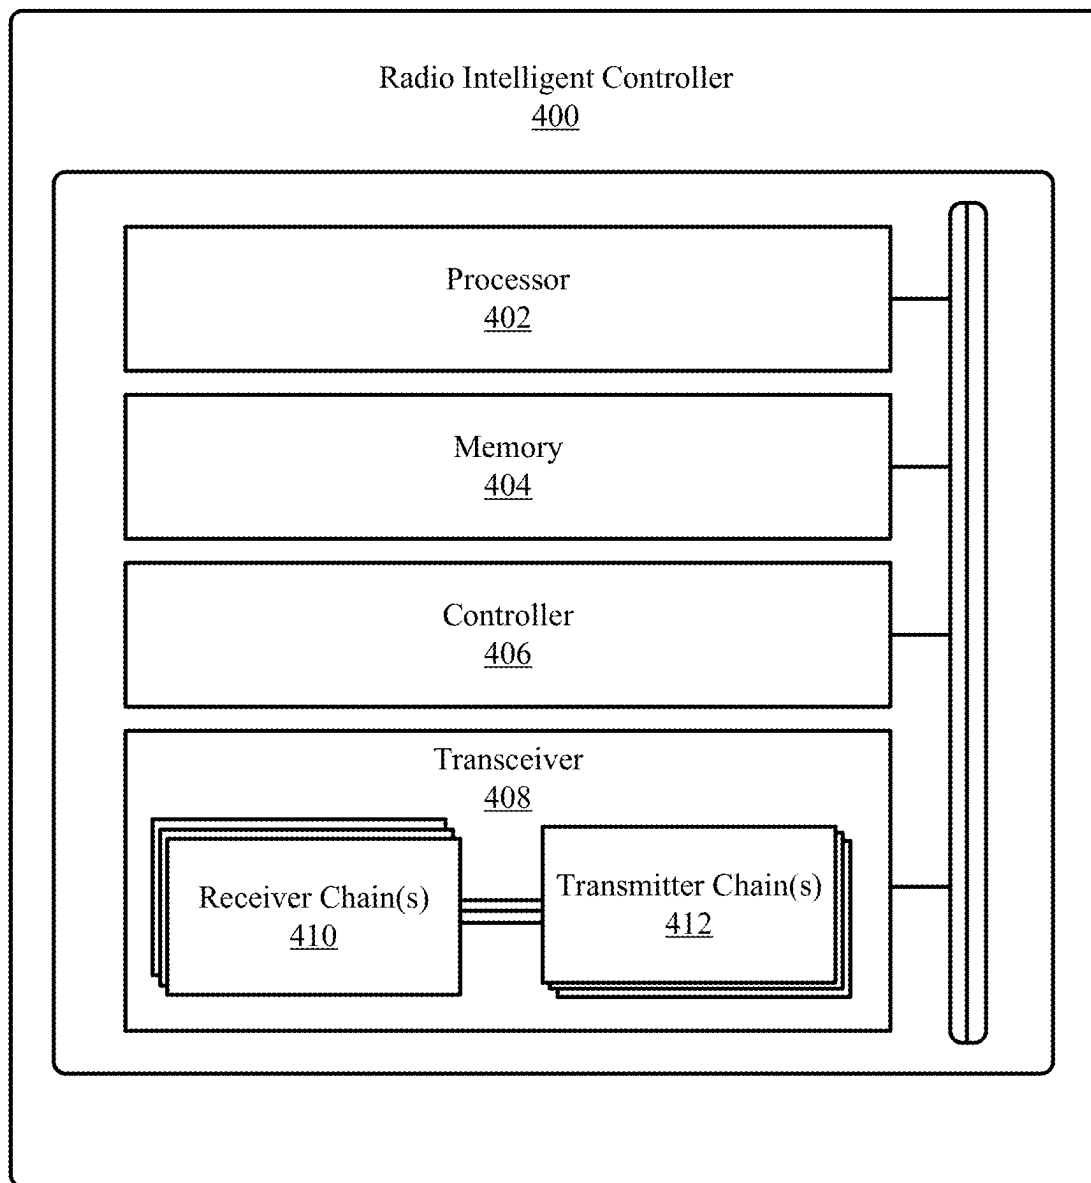 Radio Intelligent Controller
400
Processor
402
Memory
404
Controller
406
Transceiver
408
Receiver Chain(s)
410
Transmitter Chain(s)
412